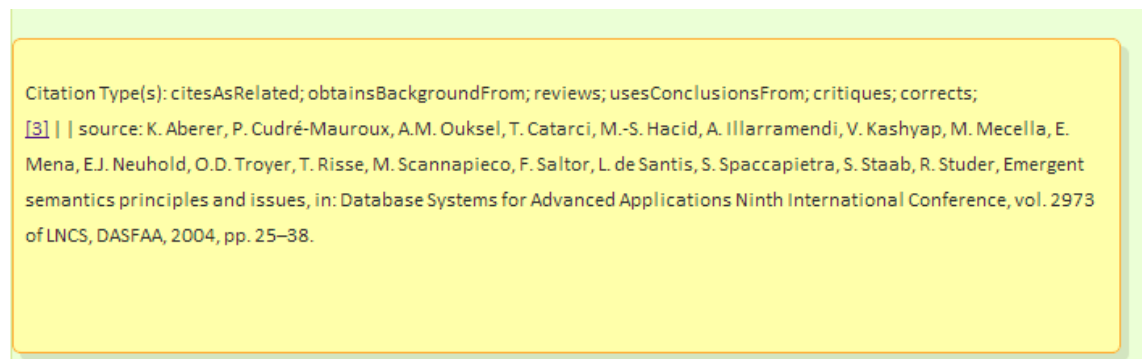 Citation Type(s): citesAsRelated; obtainsBackgroundFrom; reviews; usesConclusionsFrom; critiques; corrects;
[3] | | source: K. Aberer, P. Cudré-Mauroux, A.M. Ouksel, T. Catarci, M.-S. Hacid, A. Illarramendi, V. Kashyap, M. Mecella, E.
Mena, E.J. Neuhold, O.D. Troyer, T. Risse, M. Scannapieco, F. Saltor, L. de Santis, S. Spaccapietra, S. Staab, R. Studer, Emergent
semantics principles and issues, in: Database Systems for Advanced Applications Ninth International Conference, vol. 2973
of LNCS, DASFAA, 2004, pp. 25–38.